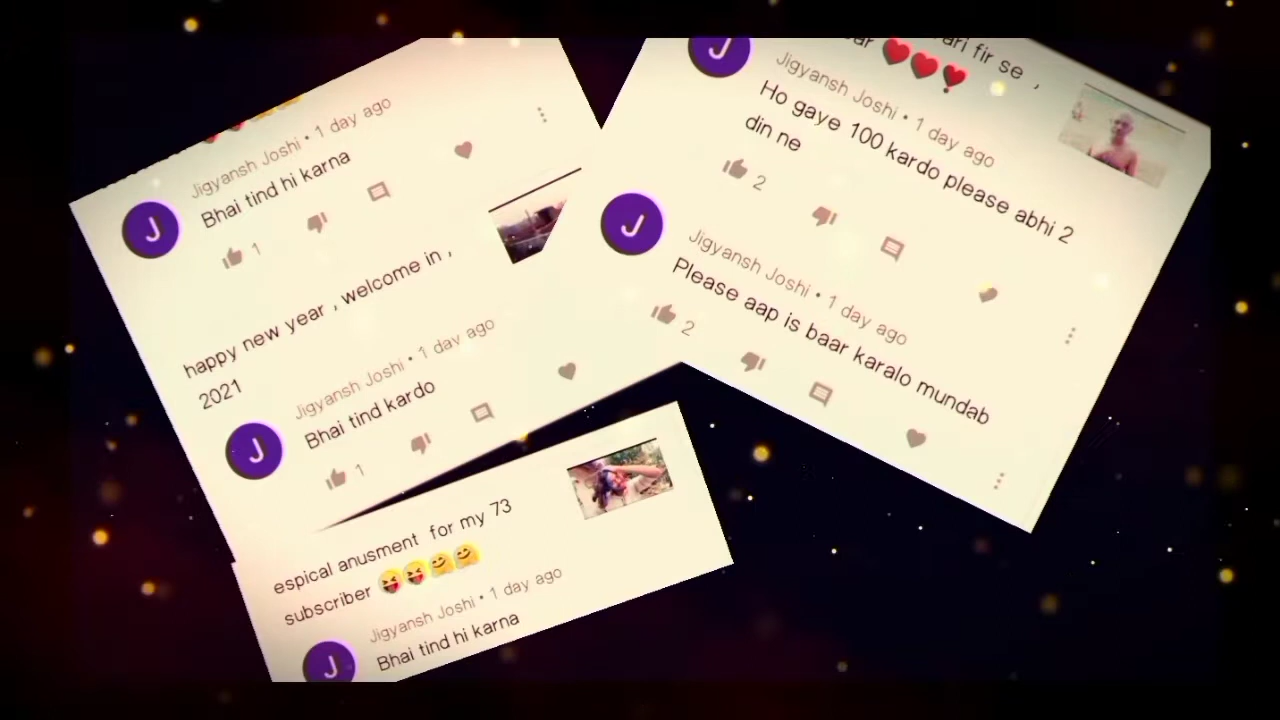 J
Jigyansh Joshi • 1 day ago
Bhai tind hi karna
1
happy new year , welcome in ,
2021
J
Jigyansh Joshi • 1 day ago
Bhai tind kardo
1
espical anusment for my 73
subscriber 😝😝🤗🤗
J
Jigyansh Joshi • 1 day ago
Bhai tind hi karna
fir se ,
❤️❤️❣️
J
Jigyansh Joshi • 1 day ago
Ho gaye 100 kardo please abhi 2
din ne
2
J
Jigyansh Joshi • 1 day ago
Please aap is baar karalo mundab
2